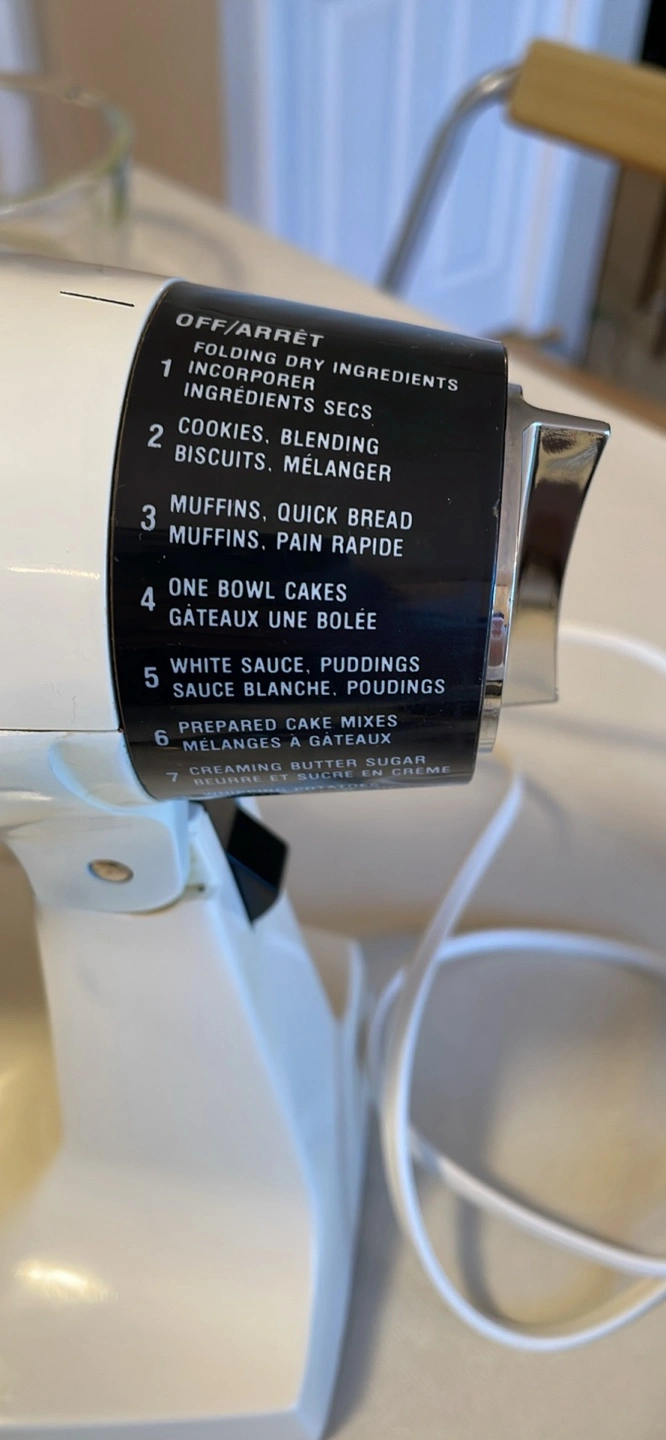 OFF/ARRÊT
1 FOLDING DRY INGREDIENTS
INCORPORER
INGRÉDIENTS SECS
2 COOKIES, BLENDING
BISCUITS, MÉLANGER
3 MUFFINS, QUICK BREAD
MUFFINS, PAIN RAPIDE
4 ONE BOWL CAKES
GÂTEAUX UNE BOLÉE
5 WHITE SAUCE, PUDDINGS
SAUCE BLANCHE, POUDINGS
6 PREPARED CAKE MIXES
MÉLANGES À GÂTEAUX
7 CREAMING BUTTER SUGAR
BEURRE ET SUCRE EN CRÈME
WHIPPING POTATOES